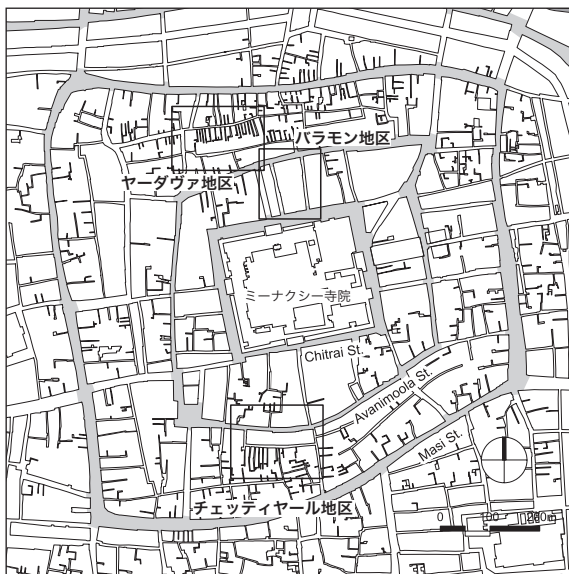 バラモン地区
ヤーダヴァ地区
ミーナクシー寺院
Chitrai St.
Avanimoola St.
Masi St.
チェッティヤール地区
0 100 200m